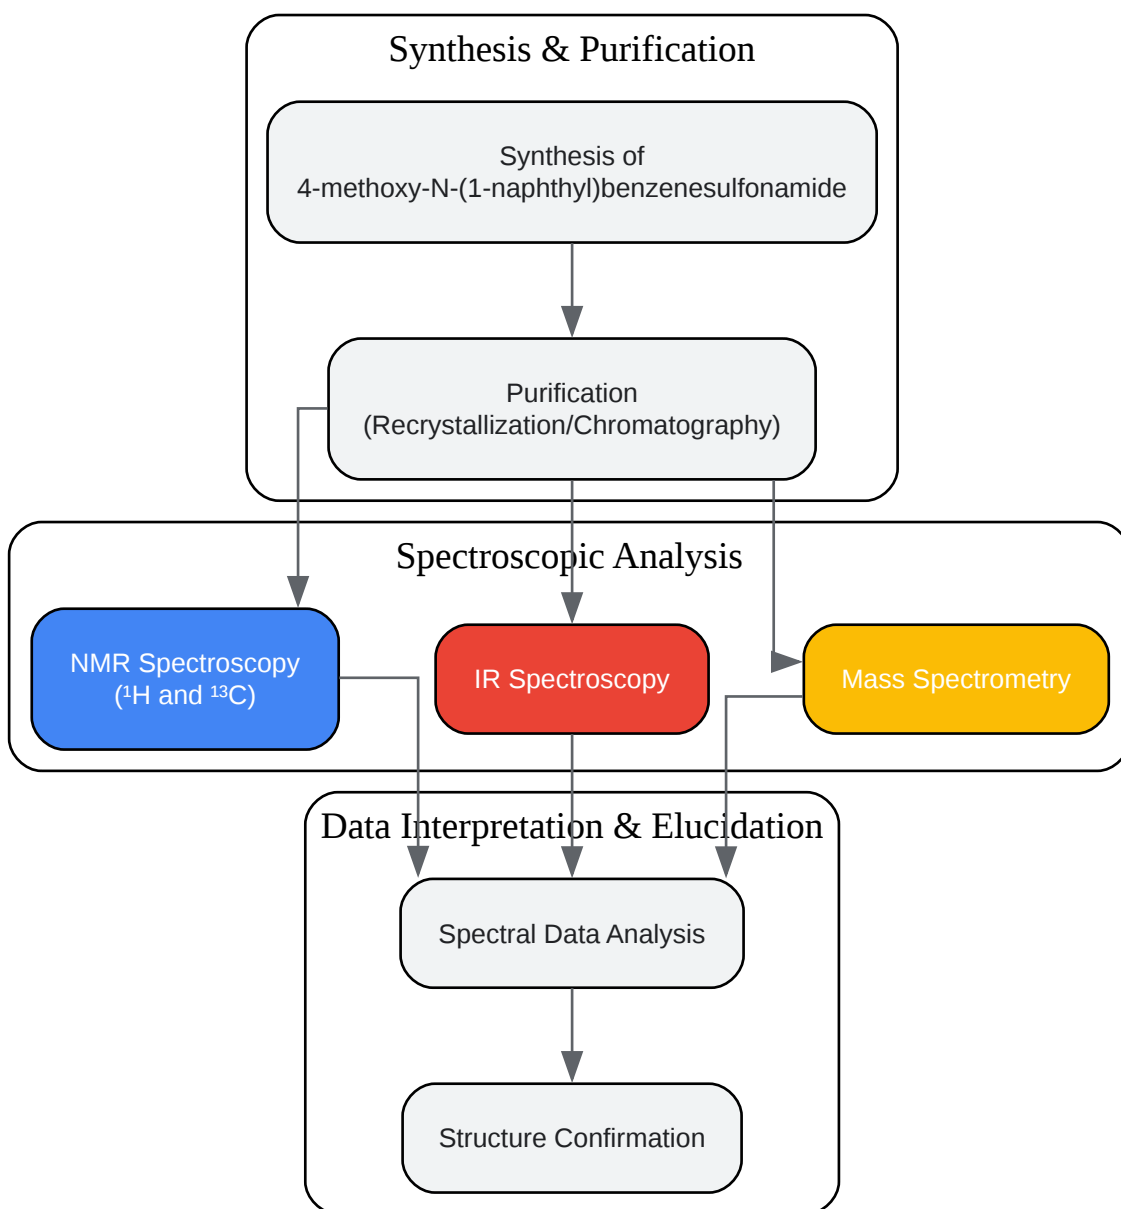 Synthesis & Purification
Synthesis of
4-methoxy-N-(1-naphthyl)benzenesulfonamide
Purification
(Recrystallization/Chromatography)
Spectroscopic Analysis
NMR Spectroscopy
(¹H and ¹³C)
IR Spectroscopy
Mass Spectrometry
Data Interpretation & Elucidation
Spectral Data Analysis
Structure Confirmation